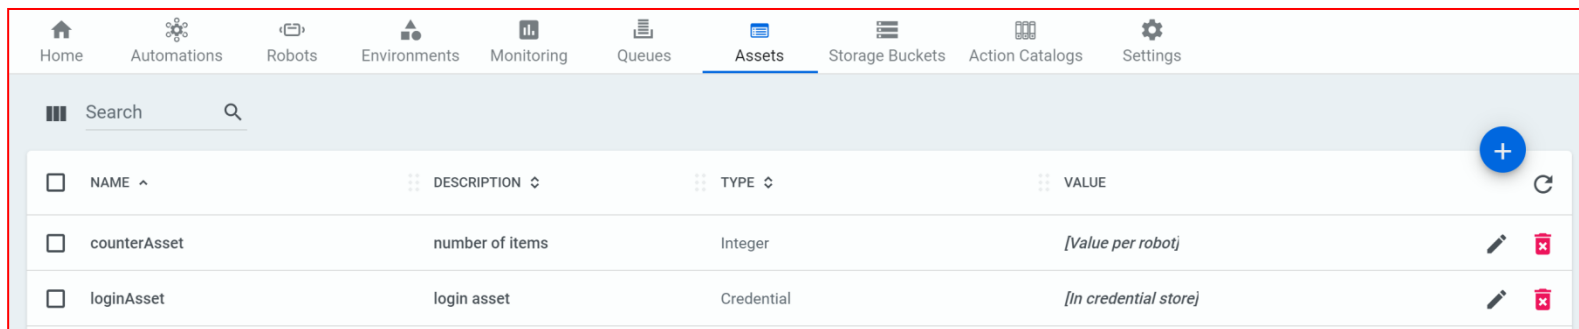 Home Automations Robots Environments Monitoring Queues Assets Storage Buckets Action Catalogs Settings
Search
NAME DESCRIPTION TYPE VALUE
counterAsset number of items Integer [Value per robot]
loginAsset login asset Credential [In credential store]